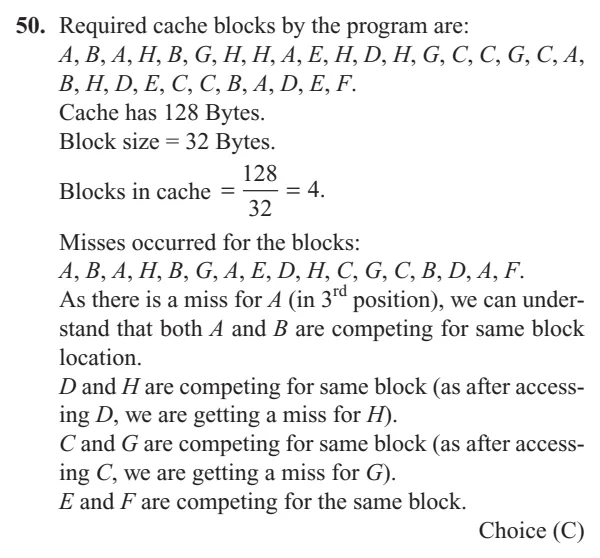 50. Required cache blocks by the program are:
A, B, A, H, B, G, H, H, A, E, H, D, H, G, C, C, G, C, A,
B, H, D, E, C, C, B, A, D, E, F.
Cache has 128 Bytes.
Block size = 32 Bytes.
Blocks in cache = 128/32 = 4.
Misses occurred for the blocks:
A, B, A, H, B, G, A, E, D, H, C, G, C, B, D, A, F.
As there is a miss for A (in 3rd position), we can under-
stand that both A and B are competing for same block
location.
D and H are competing for same block (as after access-
ing D, we are getting a miss for H).
C and G are competing for same block (as after access-
ing C, we are getting a miss for G).
E and F are competing for the same block.
Choice (C)